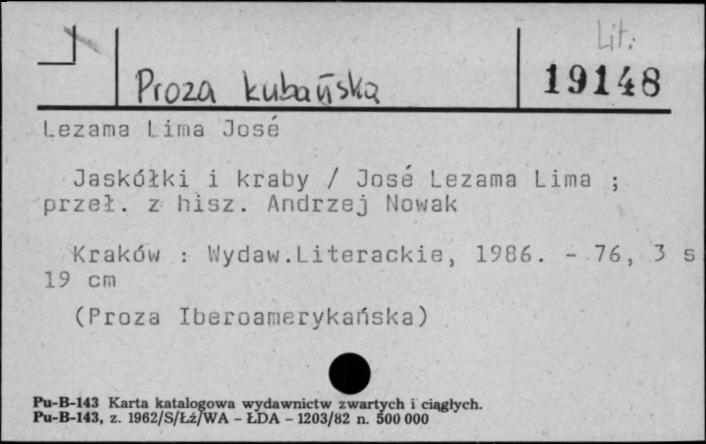 Lit.
Proza kubańska
19148
Lezama Lima José
Jaskółki i kraby / José Lezama Lima ;
przeł. z hisz. Andrzej Nowak
Kraków : Wydaw.Literackie, 1986. - 76, 3 s
19 cm
(Proza Iberoamerykańska)
Pu-B-143 Karta katalogowa wydawnictw zwartych i ciągłych.
Pu-B-143, z. 1962/S/Łź/WA - ŁDA - 1203/82 n. 500 000